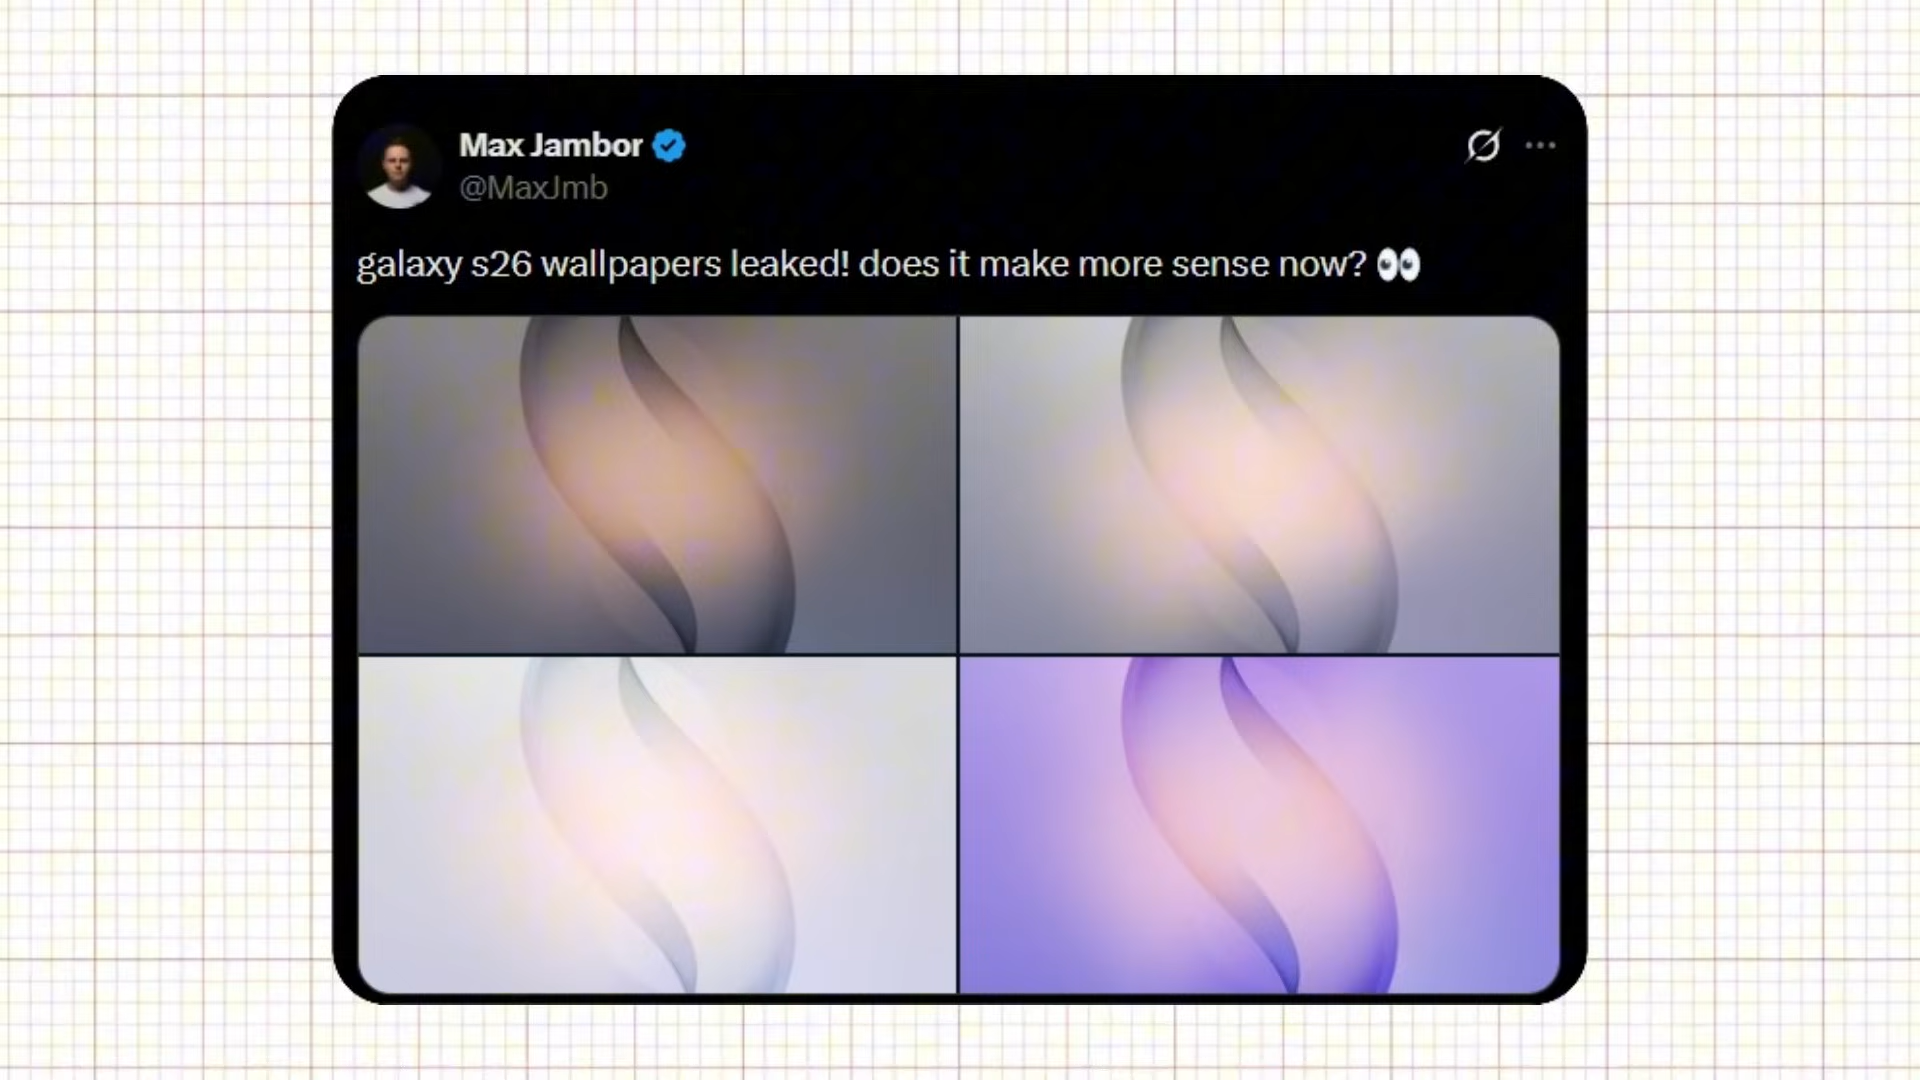 Max Jambor
@MaxJmb
galaxy s26 wallpapers leaked! does it make more sense now? 👀